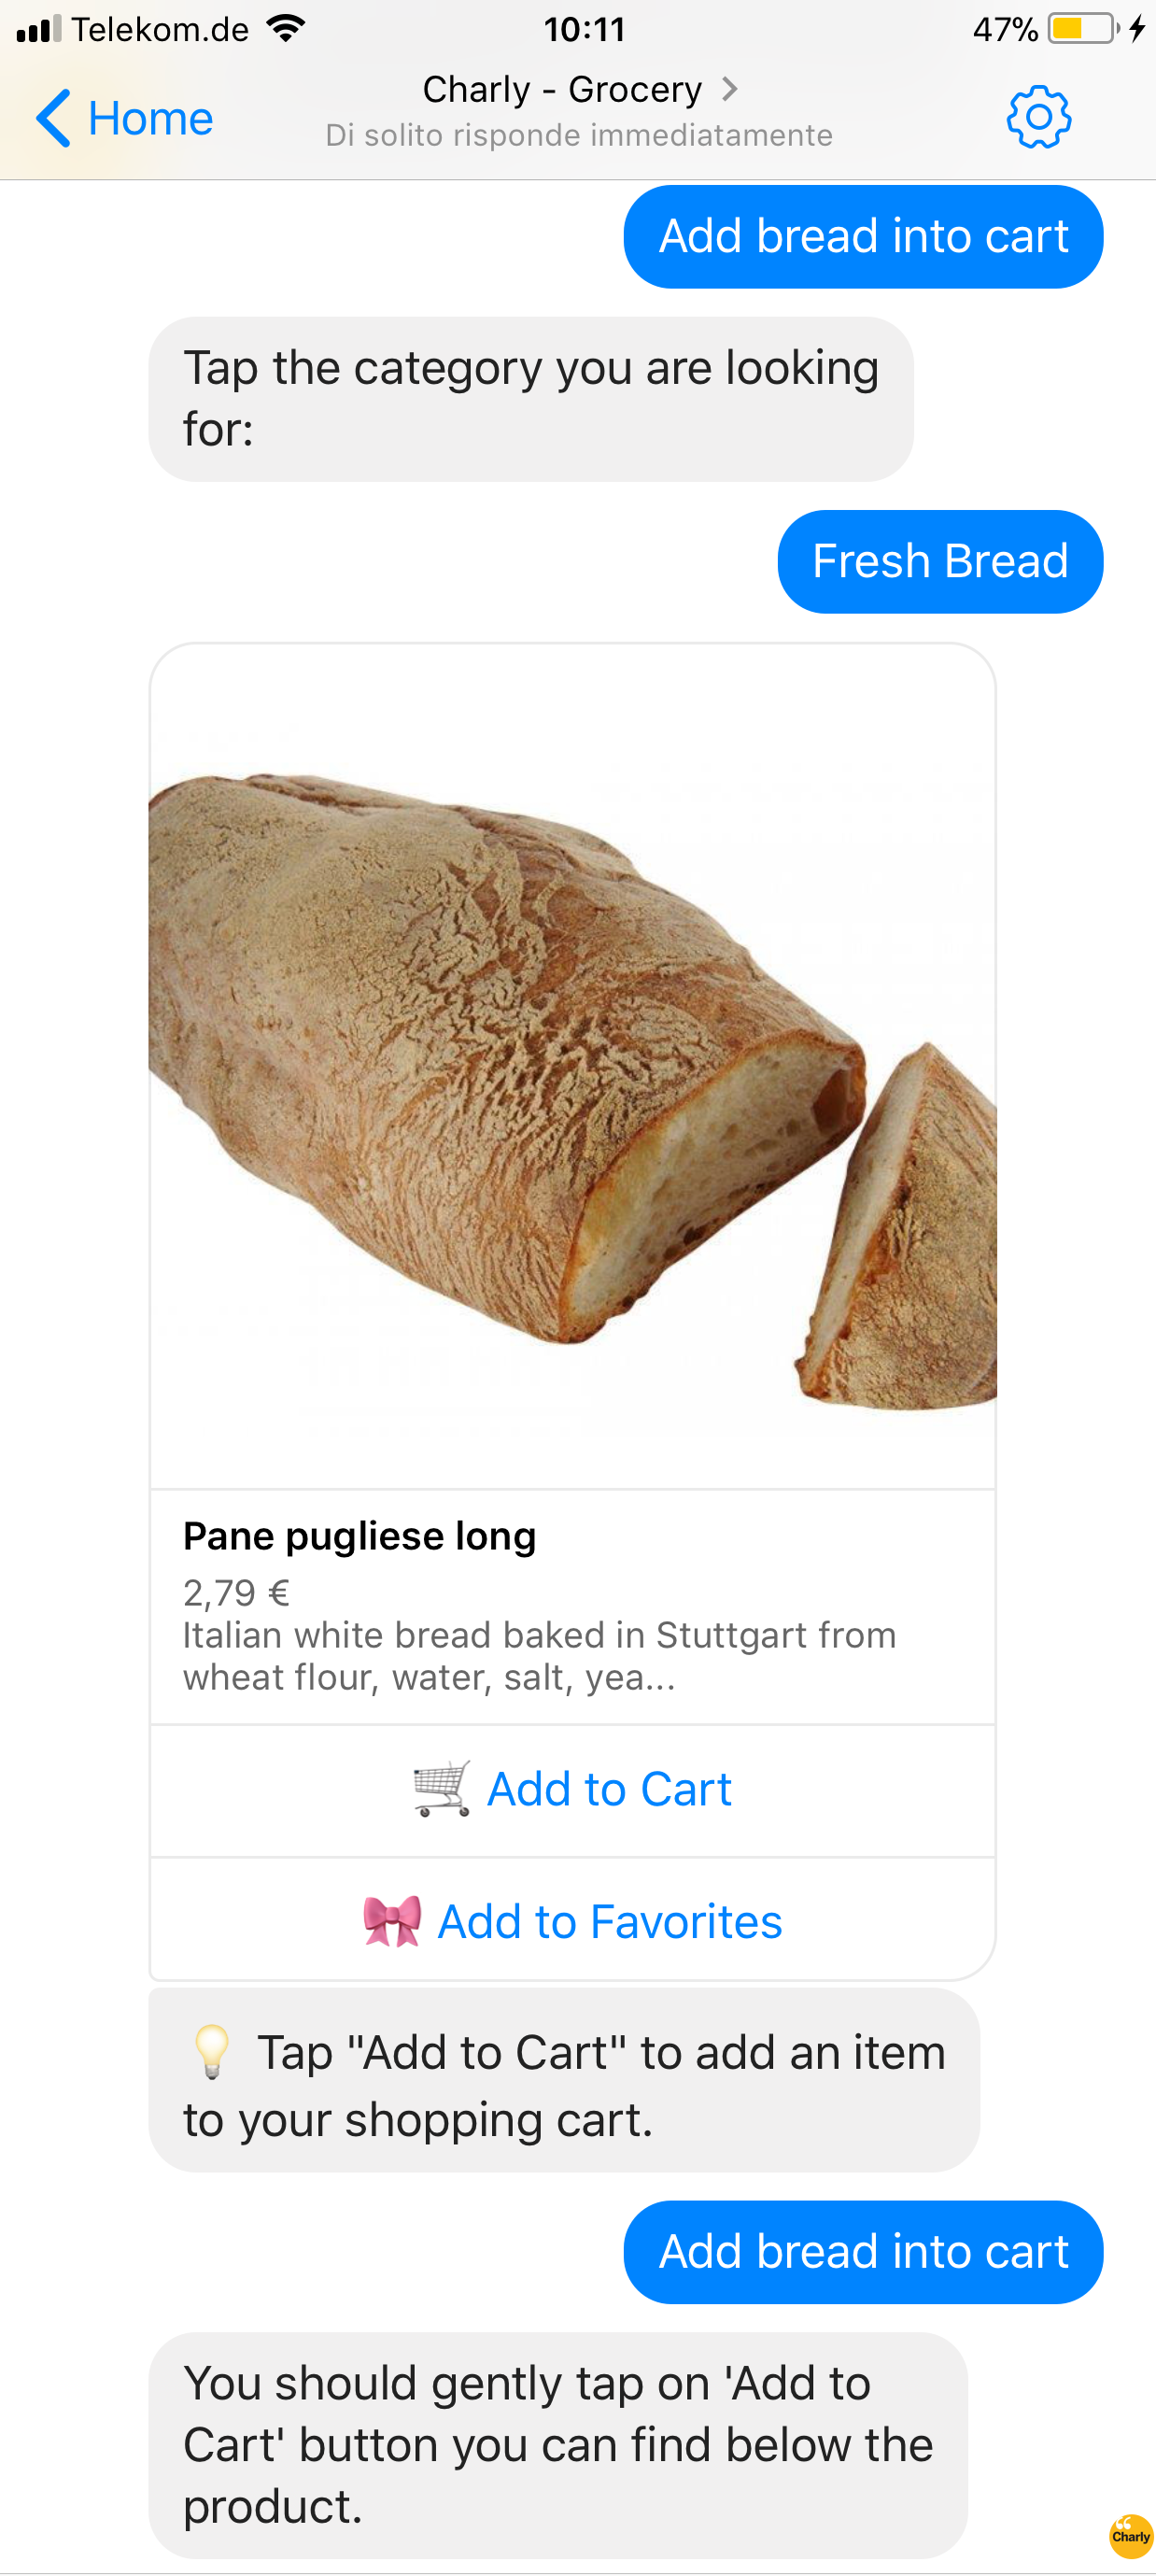 Telekom.de
10:11
47%
Home
Charly - Grocery
Di solito risponde immediatamente
Add bread into cart
Tap the category you are looking
for:
Fresh Bread
Pane pugliese long
2,79 €
Italian white bread baked in Stuttgart from
wheat flour, water, salt, yea...
Add to Cart
Add to Favorites
Tap "Add to Cart" to add an item
to your shopping cart.
Add bread into cart
You should gently tap on 'Add to
Cart' button you can find below the
product.
Charly